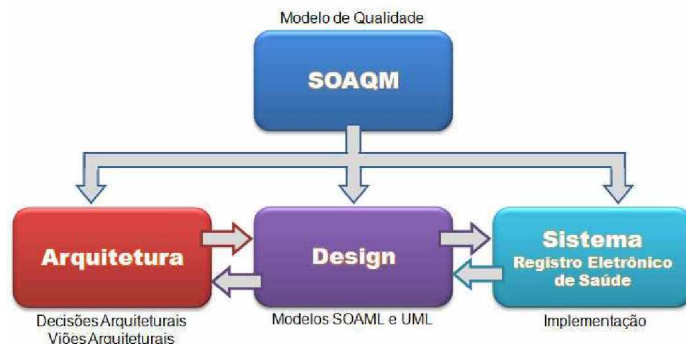 Modelo de Qualidade
SOAQM
Arquitetura
Design
Sistema
Registro Eletrônico
de Saúde
Decisões Arquiteturais
Viões Arquiteturais
Modelos SOAML e UML
Implementação